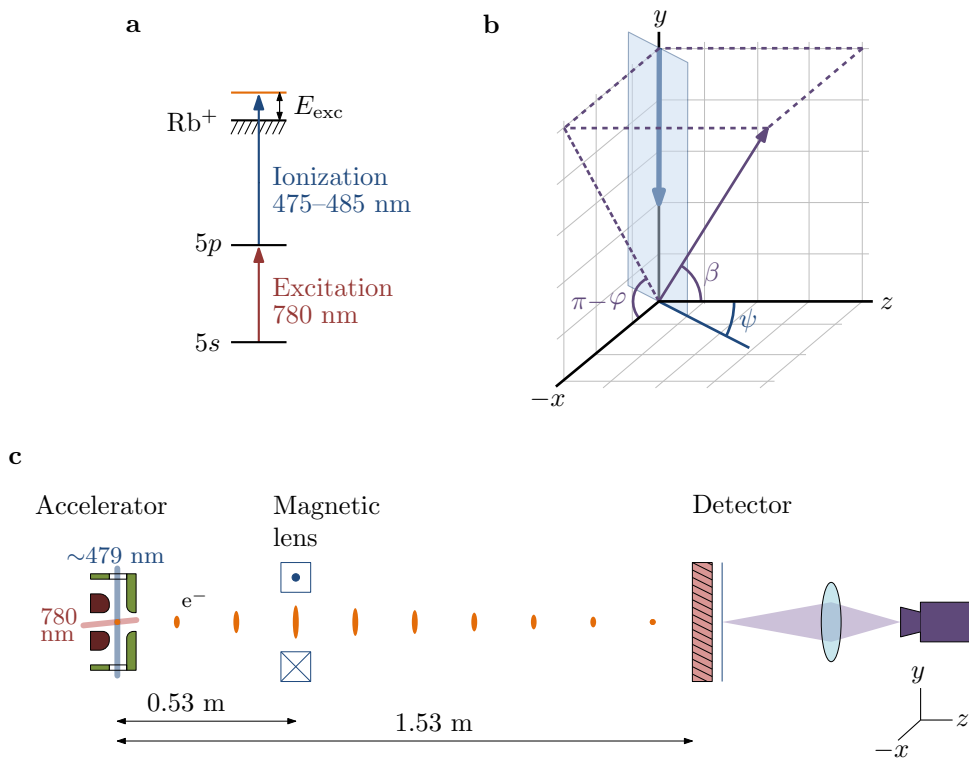 a
Rb⁺
E_exc
Ionization
475–485 nm
5p
Excitation
780 nm
5s
b
y
β
π−φ
z
ψ
−x
c
Accelerator
Magnetic
lens
Detector
~479 nm
e⁻
780
nm
0.53 m
1.53 m
y
z
−x